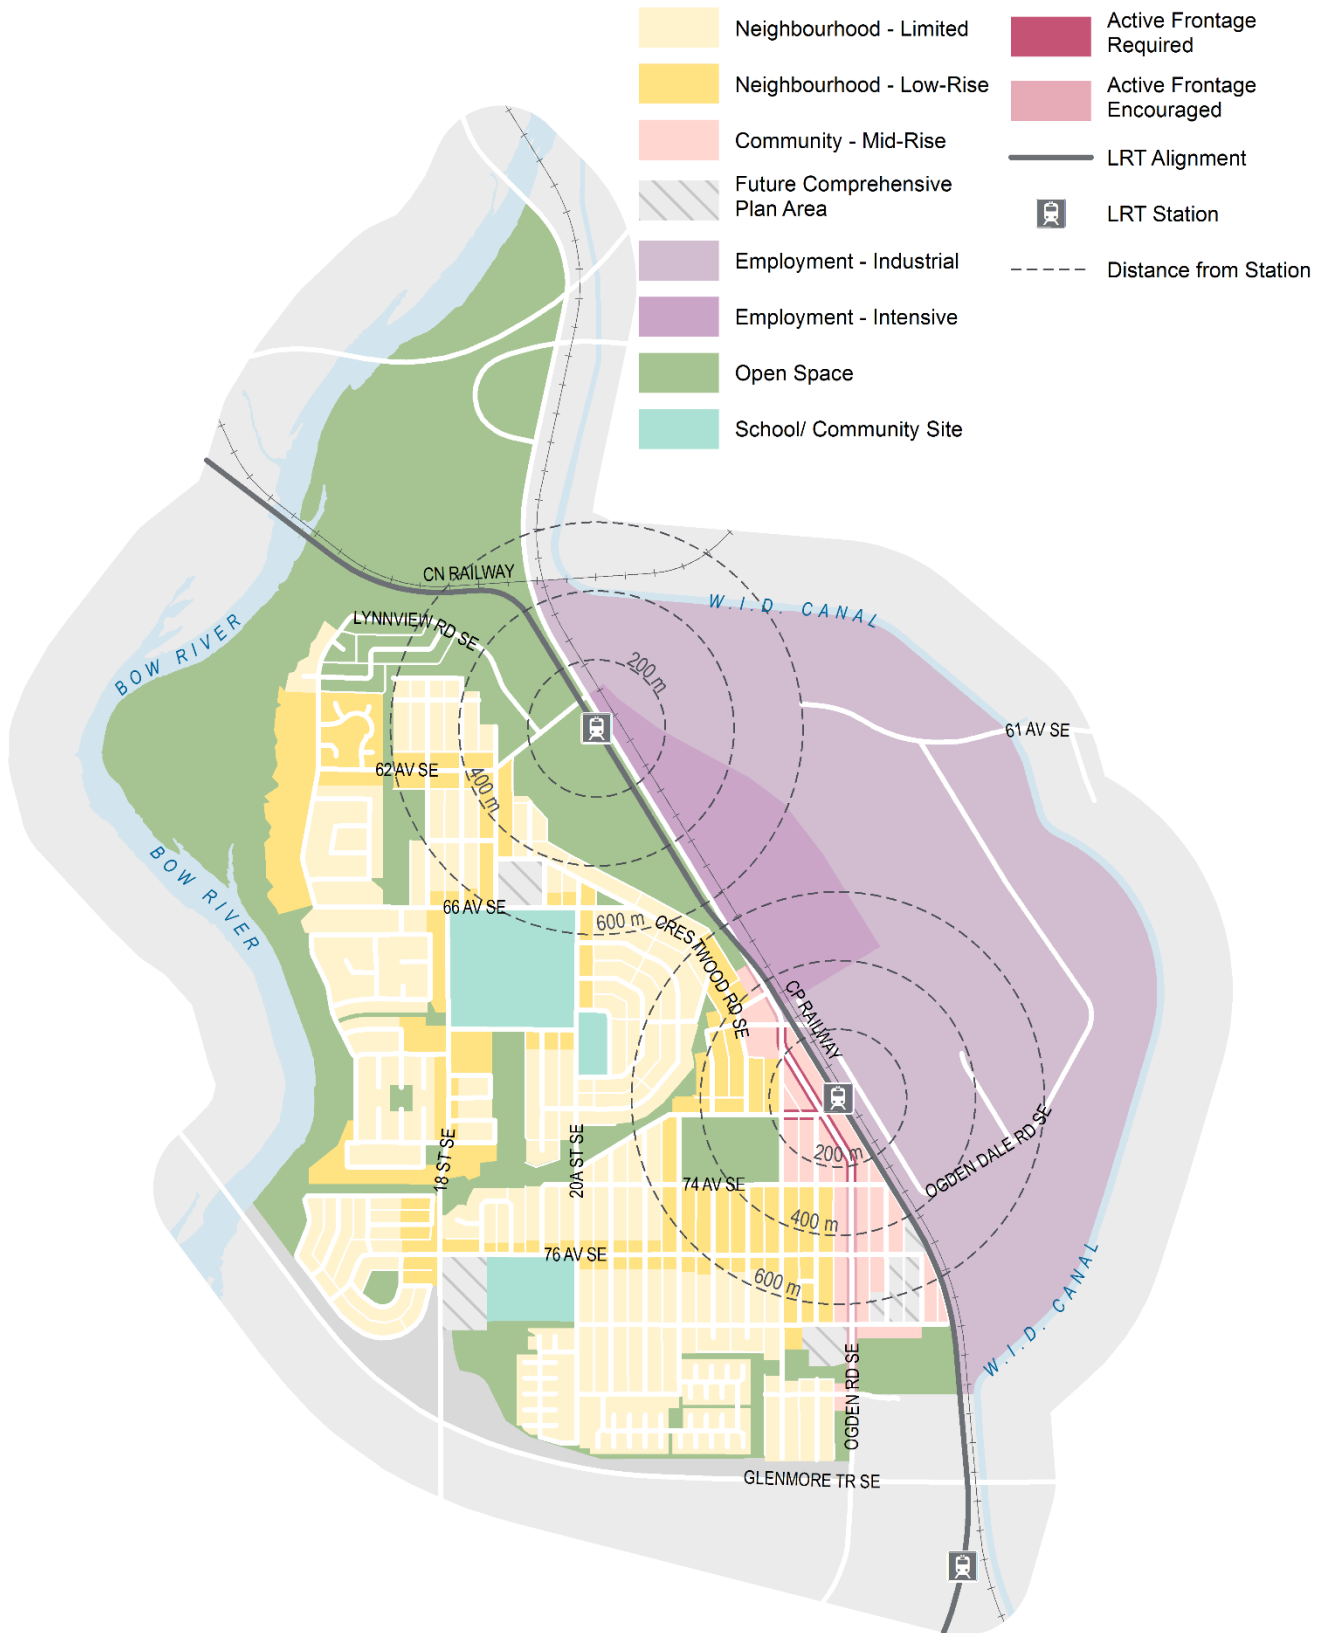 Neighbourhood - Limited
Neighbourhood - Low-Rise
Community - Mid-Rise
Future Comprehensive
Plan Area
Employment - Industrial
Employment - Intensive
Open Space
School/ Community Site
Active Frontage
Required
Active Frontage
Encouraged
LRT Alignment
LRT Station
Distance from Station
CN RAILWAY
W.I.D. CANAL
LYNNVIEW RD SE
BOW RIVER
200 m
61 AV SE
62 AV SE
400 m
BOW RIVER
66 AV SE
600 m
CRESTWOOD RD SE
CP RAILWAY
18 ST SE
20A ST SE
200 m
OGDEN DALE RD SE
74 AV SE
400 m
76 AV SE
600 m
W.I.D. CANAL
OGDEN RD SE
GLENMORE TR SE